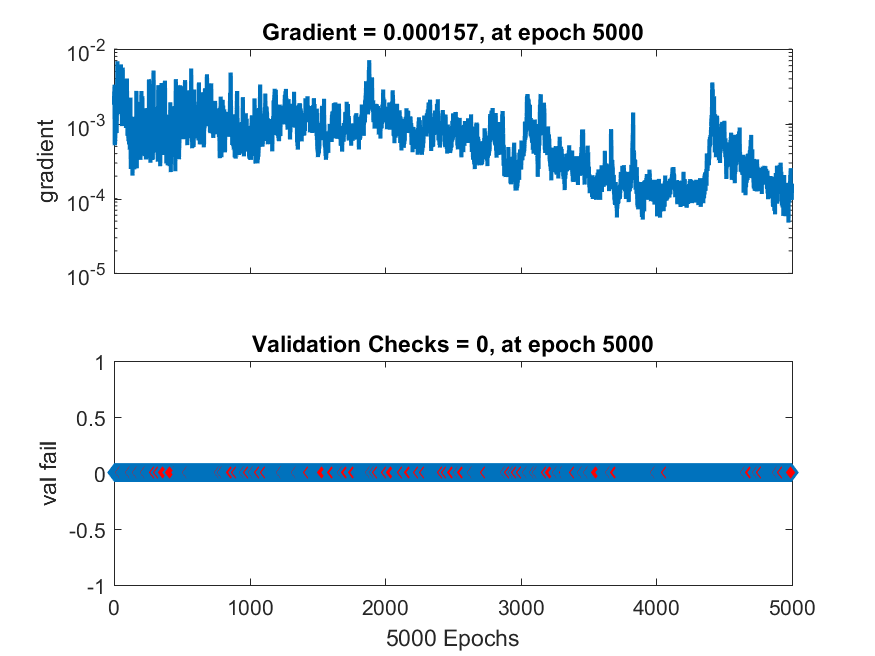 Gradient = 0.000157, at epoch 5000
10-2
10-3
10-4
10-5
gradient
Validation Checks = 0, at epoch 5000
1
0.5
0
-0.5
-1
val fail
0 1000 2000 3000 4000 5000
5000 Epochs